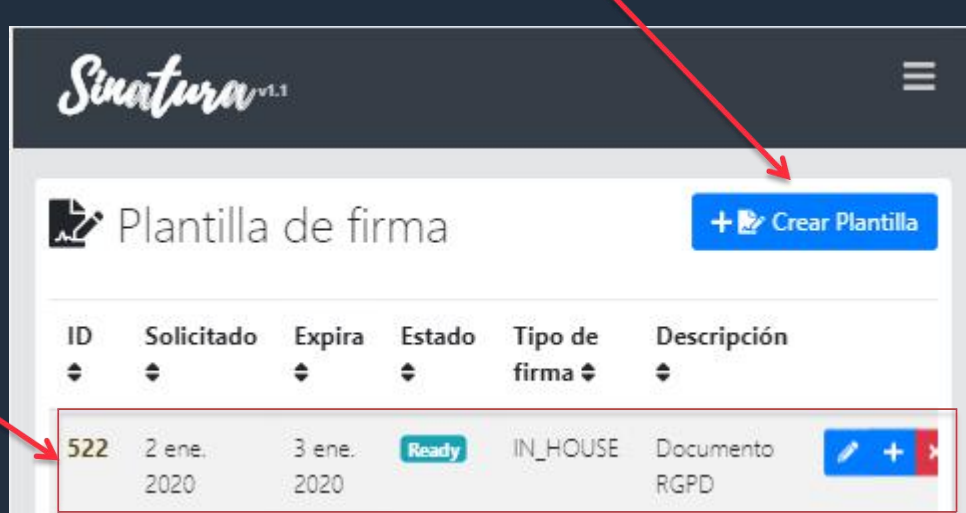 Sinatura v1.1
Plantilla de firma
Crear Plantilla
ID Solicitado Expira Estado Tipo de firma Descripción
522 2 ene. 2020 3 ene. 2020 Ready IN_HOUSE Documento RGPD